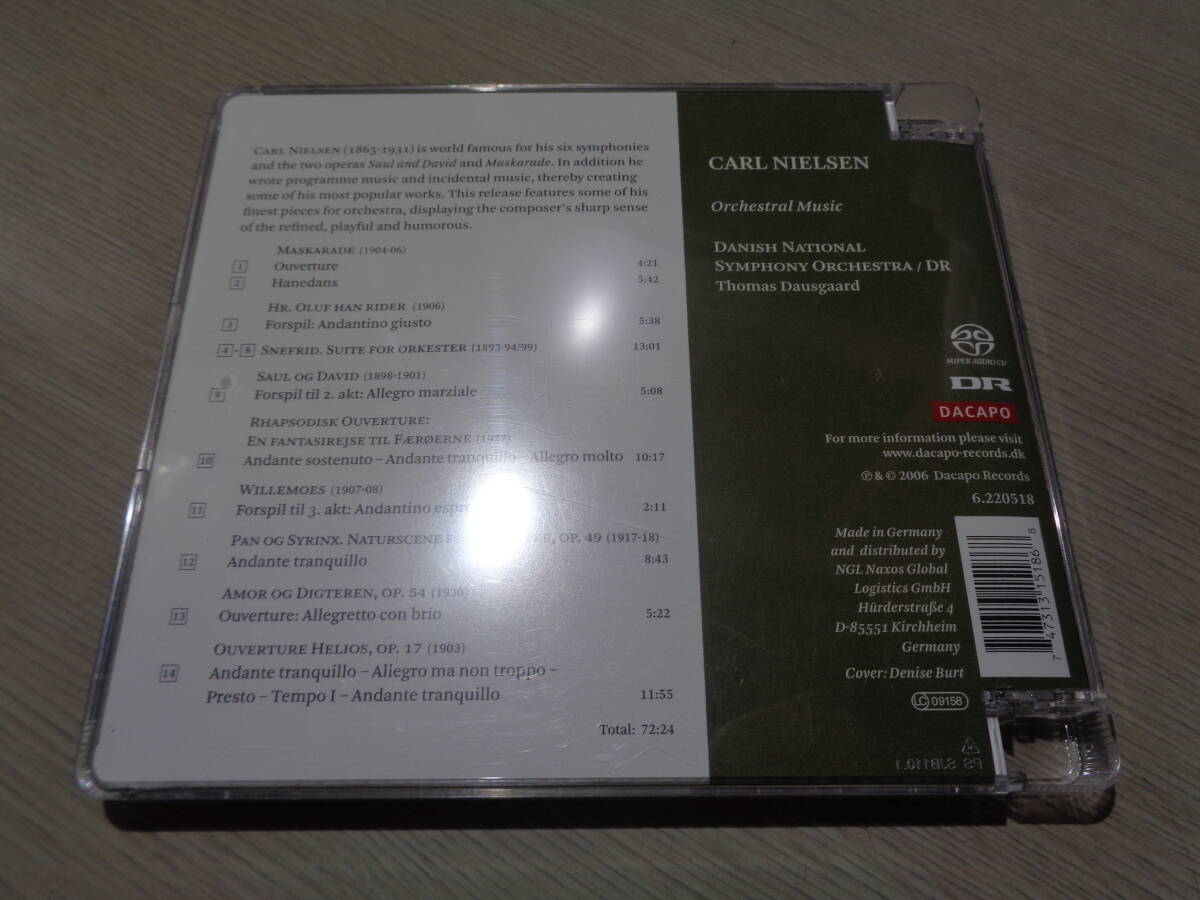 CARL NIELSEN (1865-1931) is world famous for his six symphonies
and the two operas Saul and David and Maskarade. In addition he
wrote programme music and incidental music, thereby creating
some of his most popular works. This release features some of his
finest pieces for orchestra, displaying the composer's sharp sense
of the refined, playful and humorous.
MASKARADE (1904-06)
1 Ouverture 4:21
2 Hanedans 5:42
HR. OLUF HAN RIDER (1906)
3 Forspil: Andantino giusto 5:38
4-8 SNEFRID. SUITE FOR ORKESTER (1893-94/99) 13:01
SAUL OG DAVID (1898-1901)
9 Forspil til 2. akt: Allegro marziale 5:08
RHAPSODISK OUVERTURE:
EN FANTASIREJSE TIL FÆRØERNE (1927)
10 Andante sostenuto – Andante tranquillo – Allegro molto 10:17
WILLEMOES (1907-08)
11 Forspil til 3. akt: Andantino 2:11
PAN OG SYRINX. NATURSCENE OP. 49 (1917-18)
12 Andante tranquillo 8:43
AMOR OG DIGTEREN, OP. 54 (1930)
13 Ouverture: Allegretto con brio 5:22
OUVERTURE HELIOS, OP. 17 (1903)
14 Andante tranquillo – Allegro ma non troppo –
Presto – Tempo I – Andante tranquillo 11:55
Total: 72:24
CARL NIELSEN
Orchestral Music
DANISH NATIONAL
SYMPHONY ORCHESTRA / DR
Thomas Dausgaard
SUPER AUDIO CD
DR
DACAPO
For more information please visit
www.dacapo-records.dk
℗ & © 2006 Dacapo Records
6.220518
Made in Germany
and distributed by
NGL Naxos Global
Logistics GmbH
Hürderstraße 4
D-85551 Kirchheim
Germany
Cover: Denise Burt
LC 09158
7 47313 15186 8
PS SJB110.1